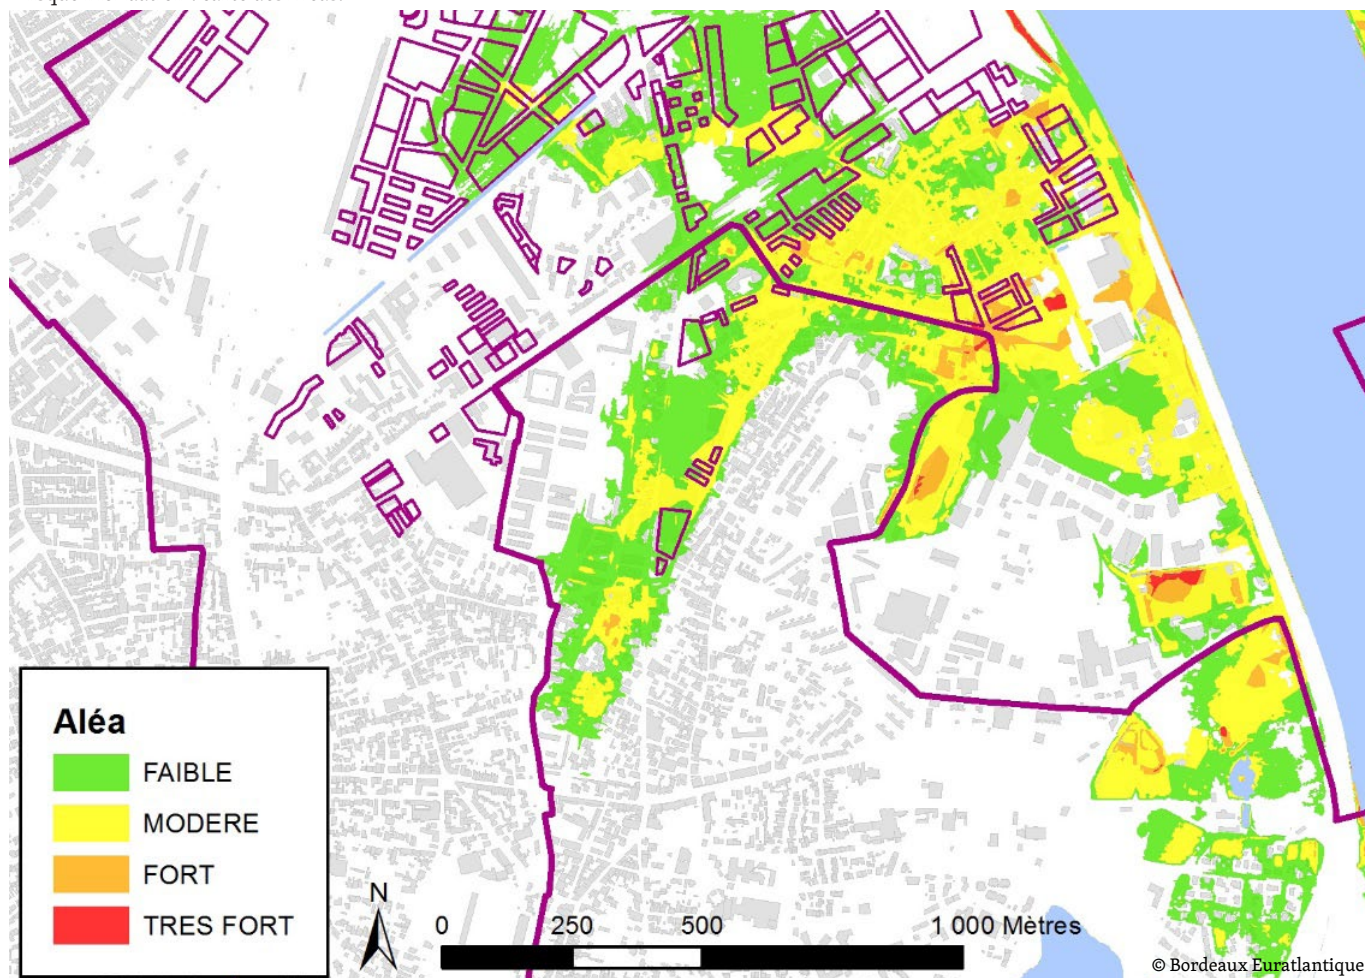 Aléa
FAIBLE
MODERE
FORT
TRES FORT
N
0 250 500 1 000 Mètres
© Bordeaux Euratlantique